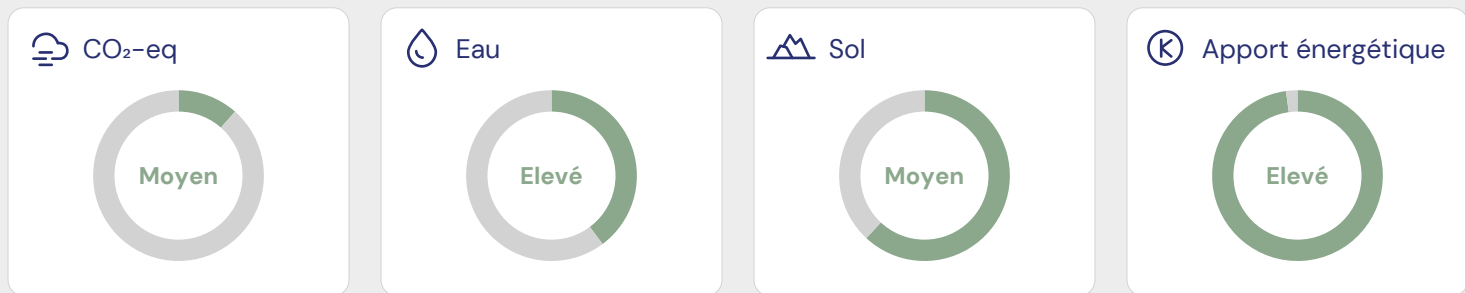 CO₂-eq
Moyen
Eau
Elevé
Sol
Moyen
Apport énergétique
Elevé